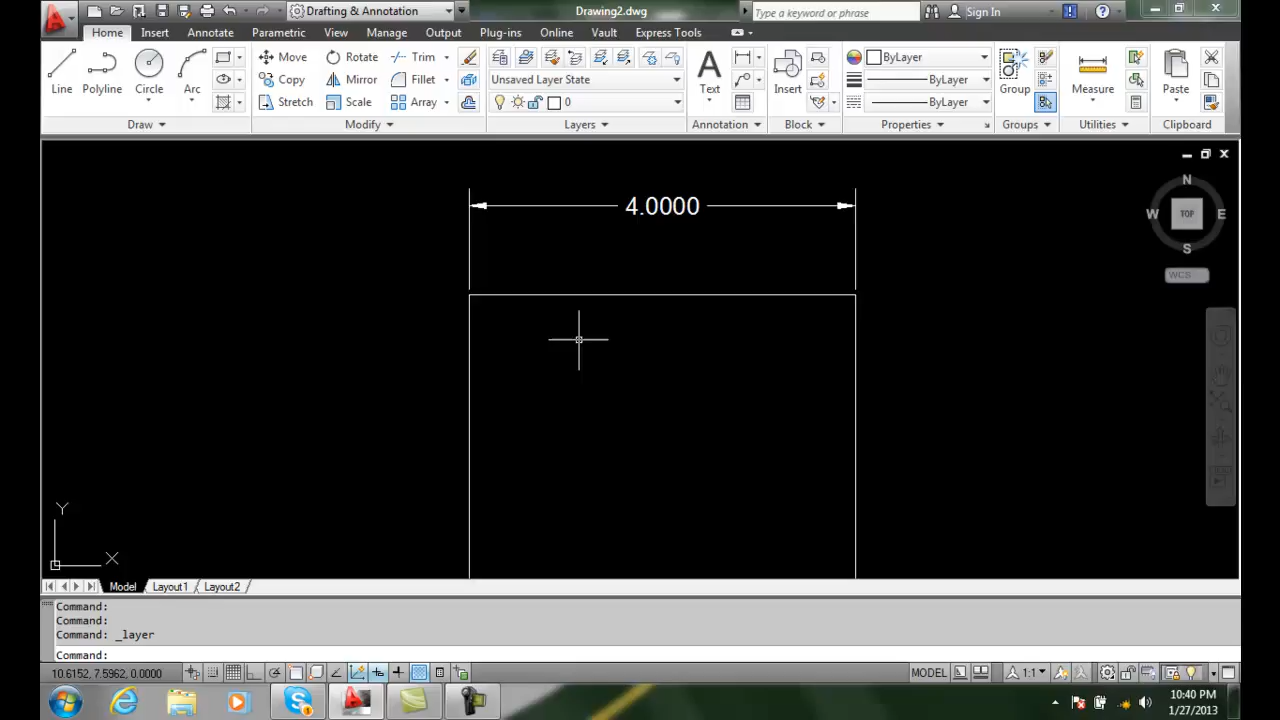 Drafting & Annotation
Drawing2.dwg
Type a keyword or phrase
Sign In
Home Insert Annotate Parametric View Manage Output Plug-ins Online Vault Express Tools
Line
Polyline
Circle
Arc
Draw
Move
Rotate
Trim
Copy
Mirror
Fillet
Stretch
Scale
Array
Modify
Unsaved Layer State
0
Layers
Text
Annotation
Insert
Block
ByLayer
ByLayer
ByLayer
Properties
Group
Groups
Measure
Utilities
Paste
Clipboard
4.0000
N
W TOP E
S
WCS
Y
X
Model Layout1 Layout2
Command:
Command:
Command: _layer
Command:
10.6152, 7.5962, 0.0000
MODEL
1:1
10:40 PM
1/27/2013